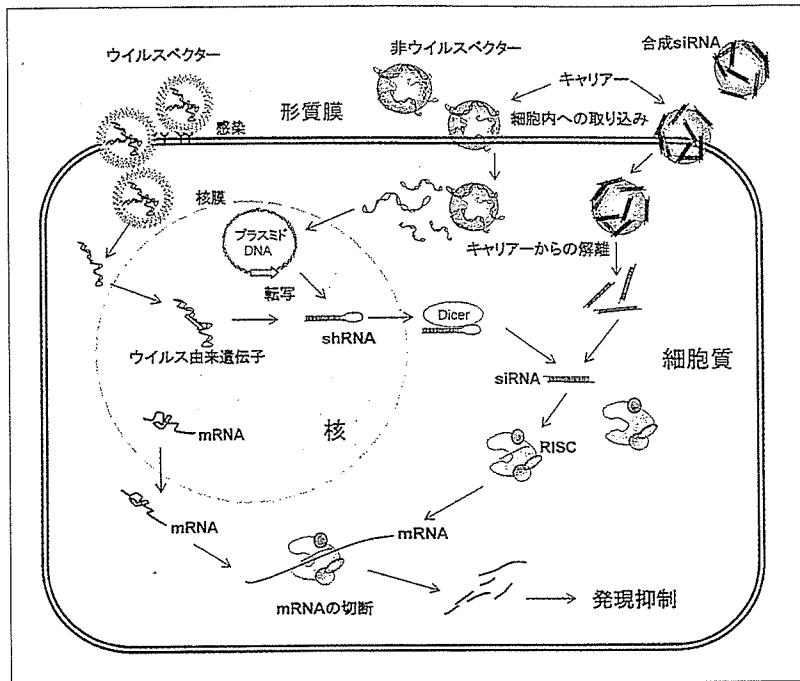 ウイルスベクター
非ウイルスベクター
合成siRNA
キャリアー
感染
形質膜
細胞内への取り込み
核膜
プラスミド
DNA
キャリアーからの解離
転写
shRNA
Dicer
ウイルス由来遺伝子
細胞質
siRNA
核
mRNA
RISC
mRNA
mRNA
mRNAの切断
発現抑制